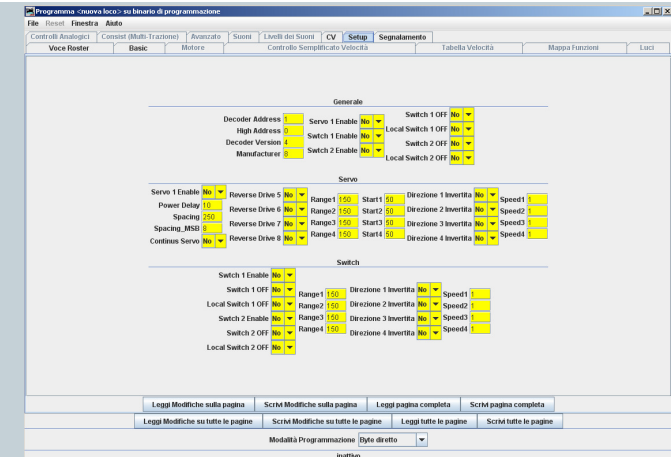 Programma <nuova loco> su binario di programmazione
File Reset Finestra Aiuto
Controlli Analogici Consist (Multi-Trazione) Avanzato Suoni Livelli dei Suoni CV Setup Segnalamento
Voce Roster Basic Motore Controllo Semplificato Velocità Tabella Velocità Mappa Funzioni Luci
Generale
Decoder Address 1
High Address 0
Decoder Version 4
Manufacturer 8
Servo 1 Enable No
Swtch 1 Enable No
Swtch 2 Enable No
Switch 1 OFF No
Local Switch 1 OFF No
Switch 2 OFF No
Local Switch 2 OFF No
Servo
Servo 1 Enable No
Power Delay 10
Spacing 250
Spacing_MSB 8
Continus Servo No
Reverse Drive 5 No
Reverse Drive 6 No
Reverse Drive 7 No
Reverse Drive 8 No
Range1 150
Range2 150
Range3 150
Range4 150
Start1 50
Start2 50
Start3 50
Start4 50
Direzione 1 Invertita No
Direzione 2 Invertita No
Direzione 3 Invertita No
Direzione 4 Invertita No
Speed1 1
Speed2 1
Speed3 1
Speed4 1
Switch
Swtch 1 Enable No
Switch 1 OFF No
Local Switch 1 OFF No
Swtch 2 Enable No
Switch 2 OFF No
Local Switch 2 OFF No
Range1 150
Range2 150
Range3 150
Range4 150
Direzione 1 Invertita No
Direzione 2 Invertita No
Direzione 3 Invertita No
Direzione 4 Invertita No
Speed1 1
Speed2 1
Speed3 1
Speed4 1
Leggi Modifiche sulla pagina Scrivi Modifiche sulla pagina Leggi pagina completa Scrivi pagina completa
Leggi Modifiche su tutte le pagine Scrivi Modifiche su tutte le pagine Leggi tutte le pagine Scrivi tutte le pagine
Modalità Programmazione Byte diretto
inattivo